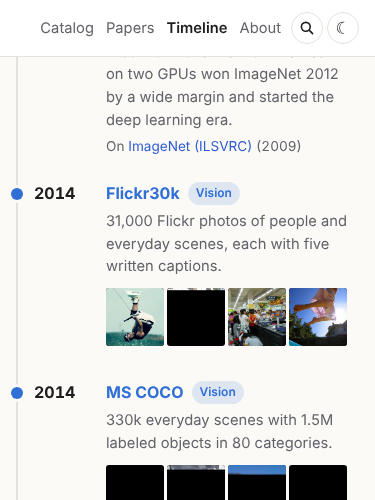 Catalog Papers Timeline About
on two GPUs won ImageNet 2012
by a wide margin and started the
deep learning era.
On ImageNet (ILSVRC) (2009)
2014 Flickr30k Vision
31,000 Flickr photos of people and
everyday scenes, each with five
written captions.
2014 MS COCO Vision
330k everyday scenes with 1.5M
labeled objects in 80 categories.